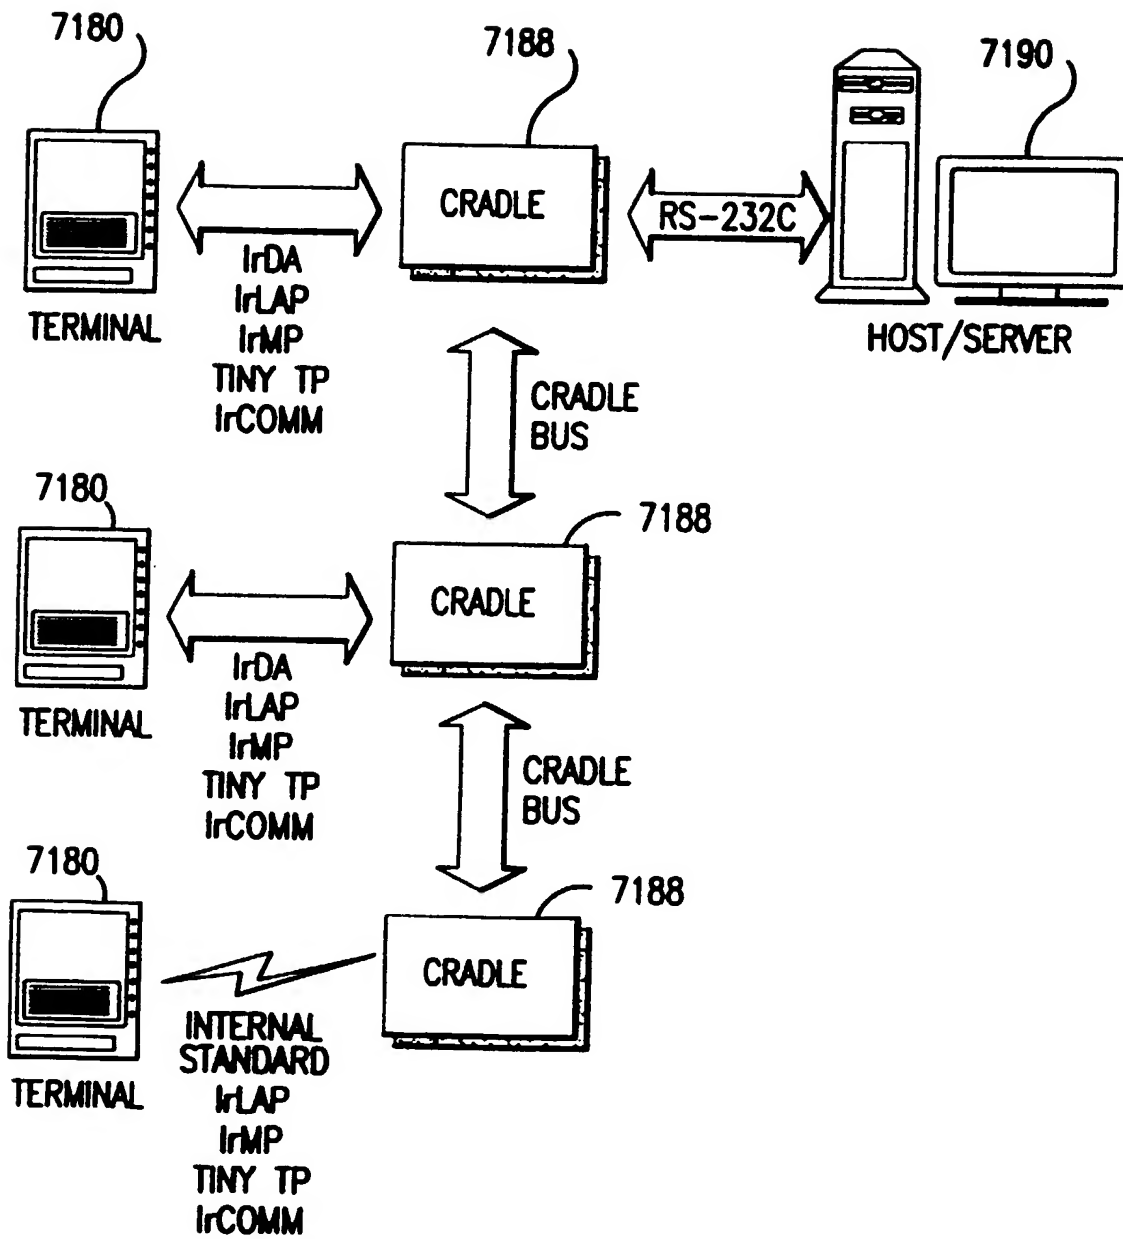 7180
7188
7190
CRADLE
RS-232C
IrDA
IrLAP
IrMP
TINY TP
IrCOMM
TERMINAL
HOST/SERVER
CRADLE
BUS
7180
7188
CRADLE
IrDA
IrLAP
IrMP
TINY TP
IrCOMM
TERMINAL
CRADLE
BUS
7180
7188
CRADLE
INTERNAL
STANDARD
IrLAP
IrMP
TINY TP
IrCOMM
TERMINAL